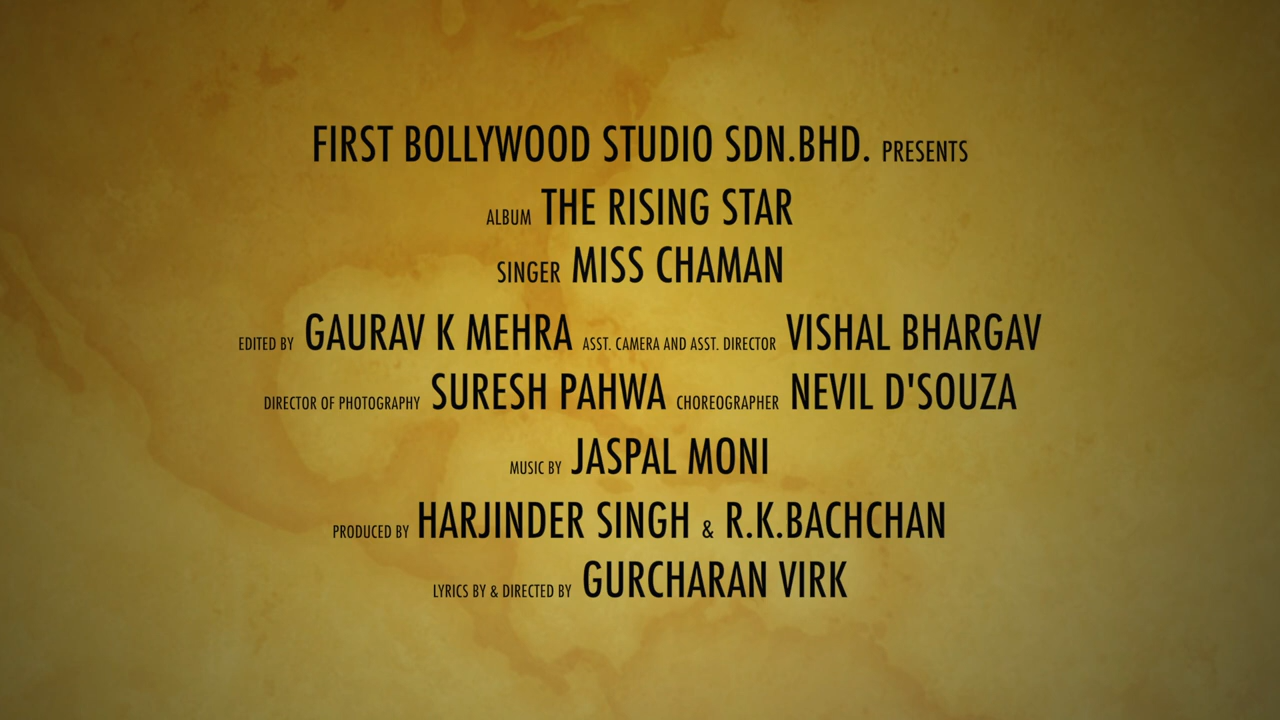 FIRST BOLLYWOOD STUDIO SDN.BHD. PRESENTS
ALBUM THE RISING STAR
SINGER MISS CHAMAN
EDITED BY GAURAV K MEHRA ASST. CAMERA AND ASST. DIRECTOR VISHAL BHARGAV
DIRECTOR OF PHOTOGRAPHY SURESH PAHWA CHOREOGRAPHER NEVIL D'SOUZA
MUSIC BY JASPAL MONI
PRODUCED BY HARJINDER SINGH & R.K.BACHCHAN
LYRICS BY & DIRECTED BY GURCHARAN VIRK